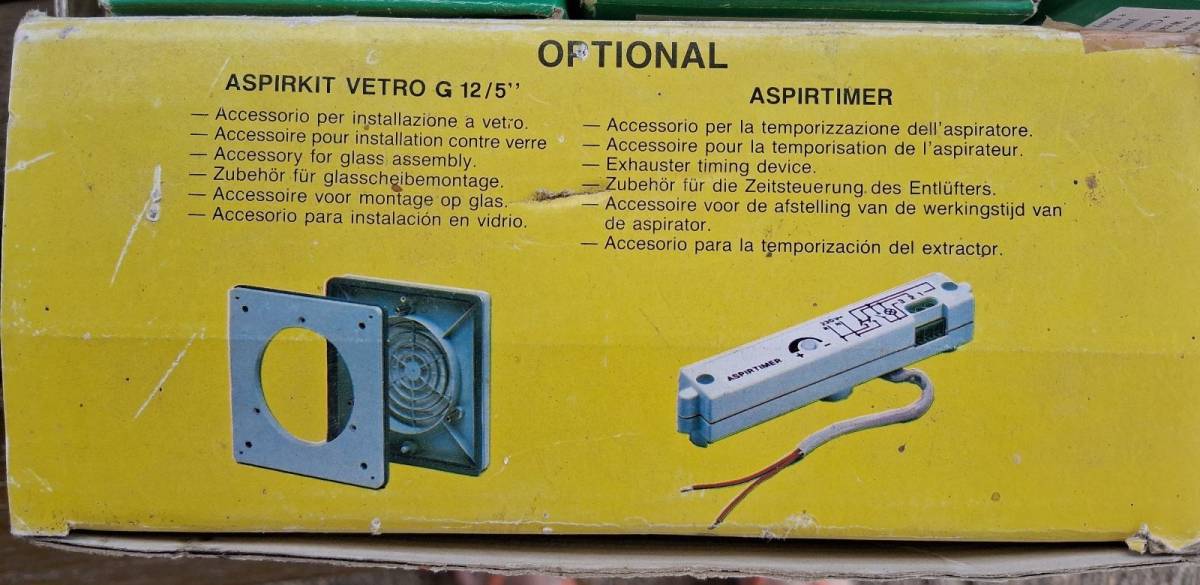 OPTIONAL
ASPIRKIT VETRO G 12/5''
— Accessorio per installazione a vetro.
— Accessoire pour installation contre verre
— Accessory for glass assembly.
— Zubehör für glasscheibemontage.
— Accessoire voor montage op glas.
— Accesorio para instalación en vidrio.
ASPIRTIMER
— Accessorio per la temporizzazione dell'aspiratore.
— Accessoire pour la temporisation de l'aspirateur.
— Exhauster timing device.
— Zubehör für die Zeitsteuerung des Entlüfters.
— Accessoire voor de afstelling van de werkingstijd van
de aspirator.
— Accesorio para la temporización del extractor.
ASPIRTIMER
+ -